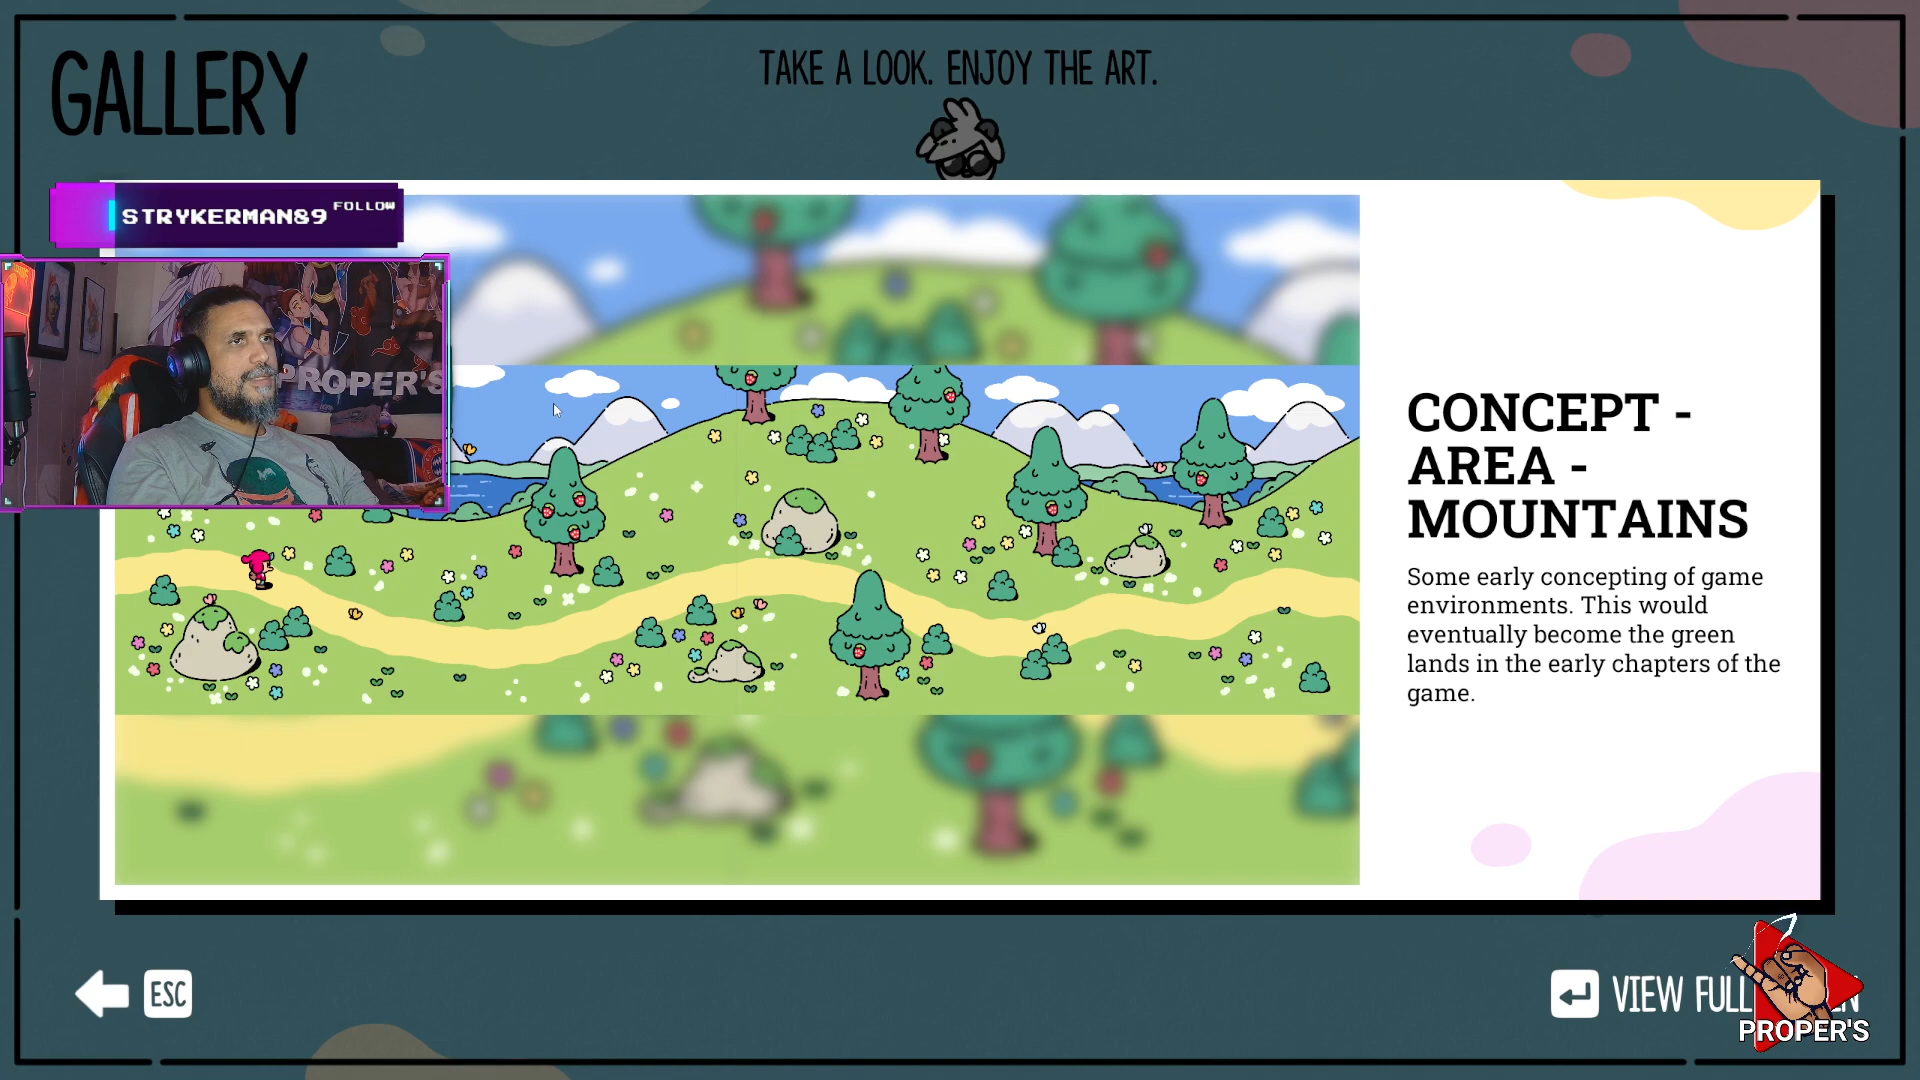 GALLERY
TAKE A LOOK. ENJOY THE ART.
STRYKERMAN89 FOLLOW
PROPER'S
CONCEPT -
AREA -
MOUNTAINS
Some early concepting of game
environments. This would
eventually become the green
lands in the early chapters of the
game.
ESC
VIEW FULL
PROPER'S